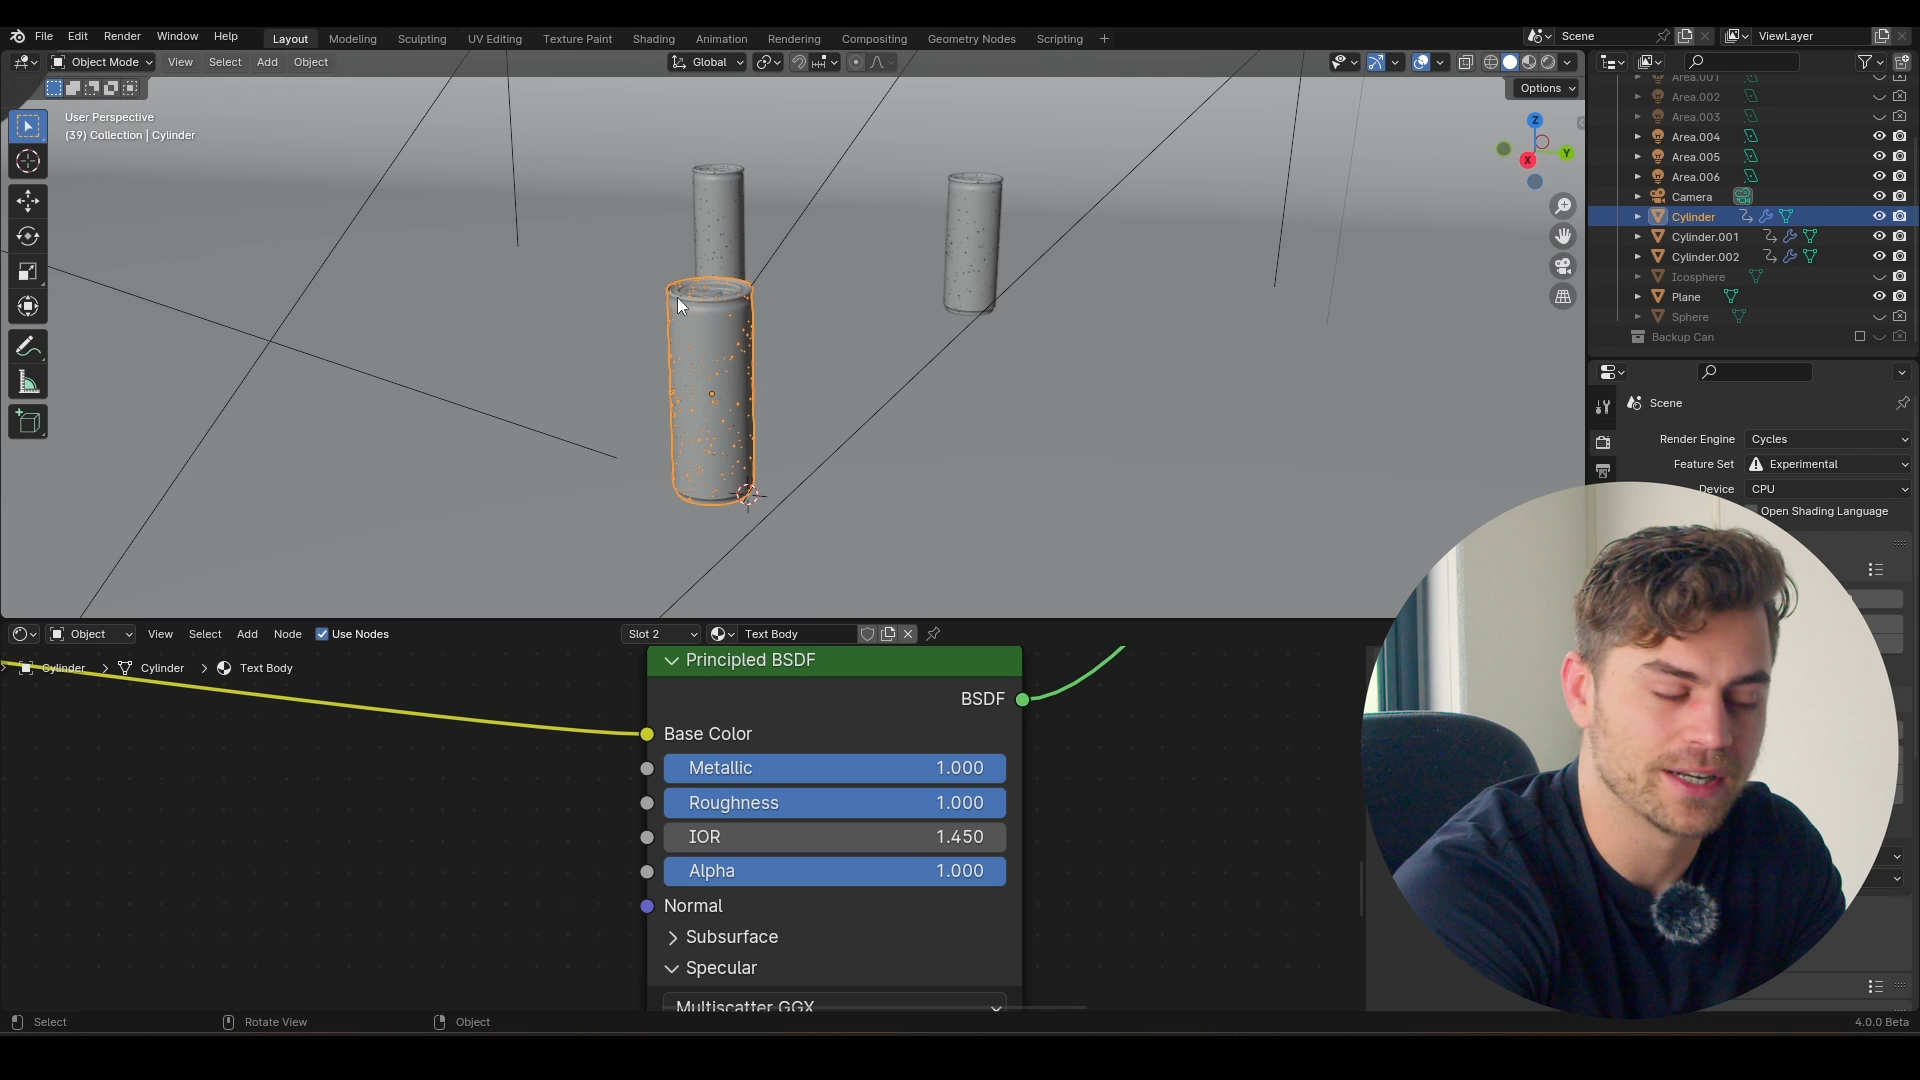 File Edit Render Window Help Layout Modeling Sculpting UV Editing Texture Paint Shading Animation Rendering Compositing Geometry Nodes Scripting + Scene ViewLayer
Object Mode View Select Add Object Global
Options
User Perspective
(39) Collection | Cylinder
Z
Y
X
Area.001
Area.002
Area.003
Area.004
Area.005
Area.006
Camera
Cylinder
Cylinder.001
Cylinder.002
Icosphere
Plane
Sphere
Backup Can
Scene
Render Engine Cycles
Feature Set Experimental
Device CPU
Open Shading Language
Object View Select Add Node Use Nodes Slot 2 Text Body
Cylinder > Cylinder > Text Body
Principled BSDF
BSDF
Base Color
Metallic 1.000
Roughness 1.000
IOR 1.450
Alpha 1.000
Normal
Subsurface
Specular
Multiscatter GGX
Select Rotate View Object 4.0.0 Beta